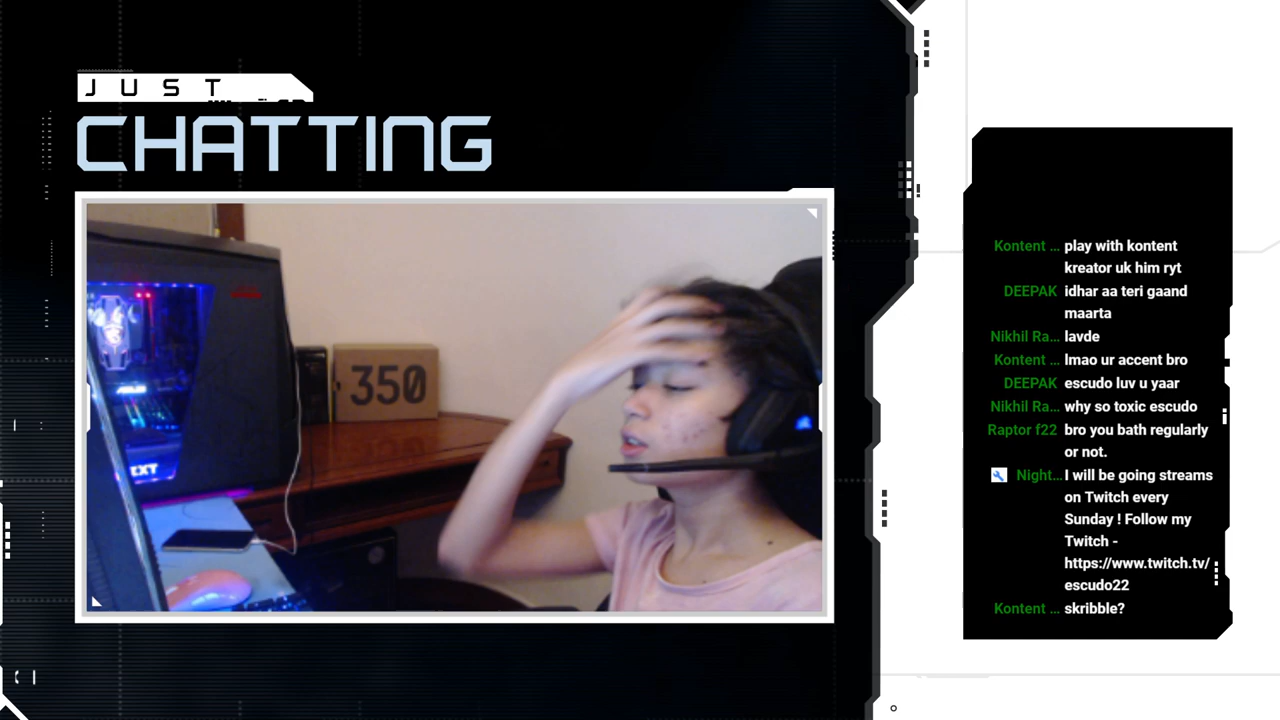 JUST
CHATTING
350
EXT
Kontent ... play with kontent
kreator uk him ryt
DEEPAK idhar aa teri gaand
maarta
Nikhil Ra... lavde
Kontent ... lmao ur accent bro
DEEPAK escudo luv u yaar
Nikhil Ra... why so toxic escudo
Raptor f22 bro you bath regularly
or not.
Night... I will be going streams
on Twitch every
Sunday ! Follow my
Twitch -
https://www.twitch.tv/
escudo22
Kontent ... skribble?